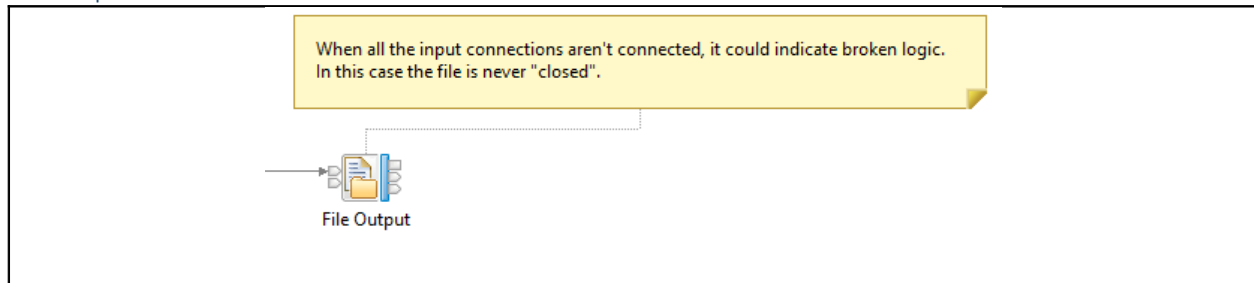 When all the input connections aren't connected, it could indicate broken logic.
In this case the file is never "closed".
File Output